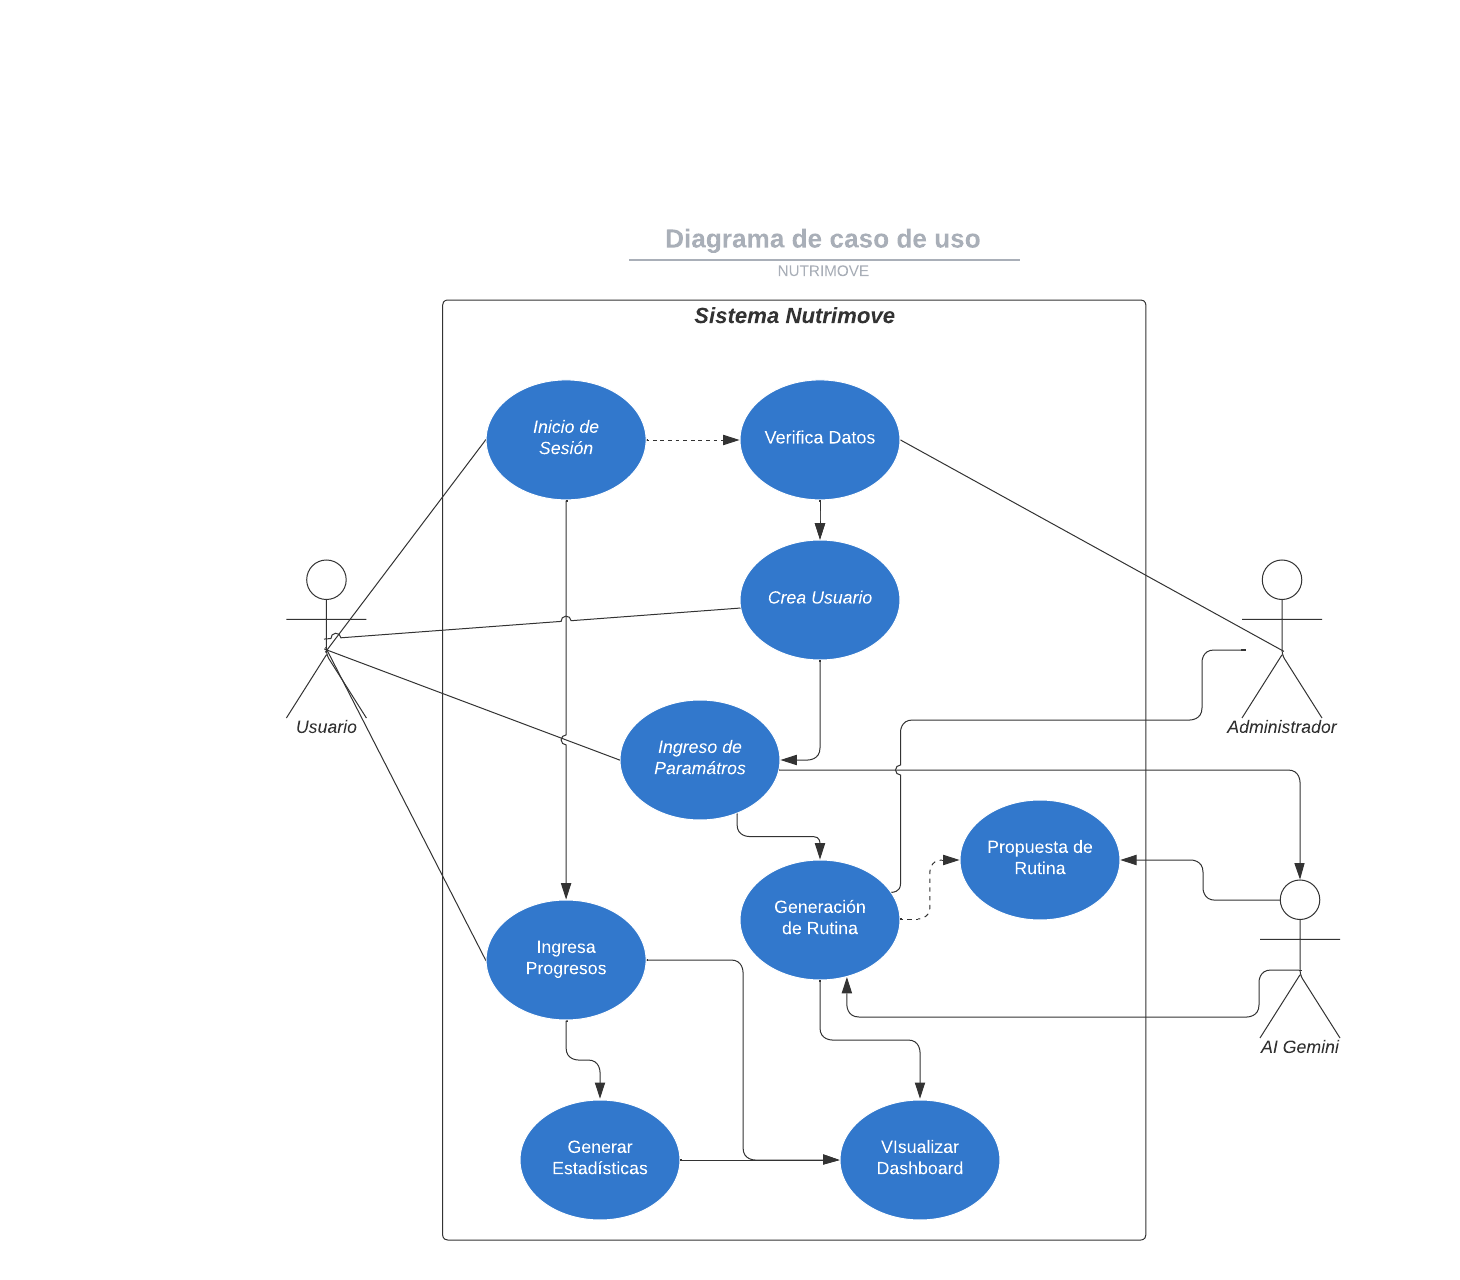 Diagrama de caso de uso
NUTRIMOVE
Sistema Nutrimove
Inicio de
Sesión
Verifica Datos
Crea Usuario
Usuario
Administrador
Ingreso de
Paramátros
Propuesta de
Rutina
Generación
de Rutina
Ingresa
Progresos
AI Gemini
Generar
Estadísticas
VIsualizar
Dashboard